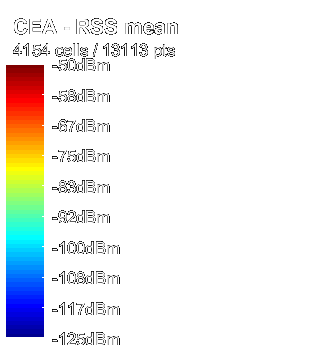 CEA - RSS mean
4154 cells / 13113 pts
-50dBm
-58dBm
-67dBm
-75dBm
-83dBm
-92dBm
-100dBm
-108dBm
-117dBm
-125dBm